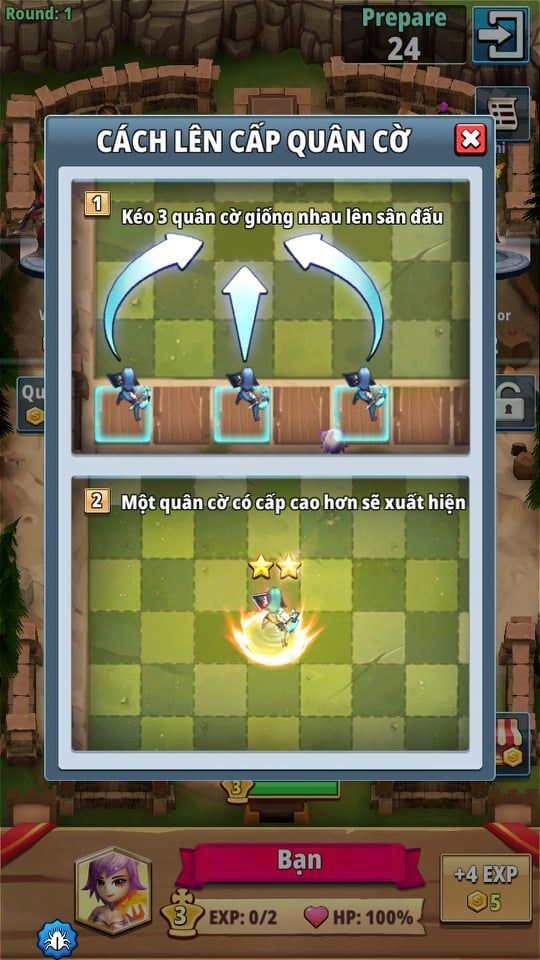 Round: 1
Prepare
24
CÁCH LÊN CẤP QUÂN CỜ
1
Kéo 3 quân cờ giống nhau lên sân đấu
Qu
or
2
Một quân cờ có cấp cao hơn sẽ xuất hiện
3
Bạn
+4 EXP
5
3 EXP: 0/2 HP: 100%